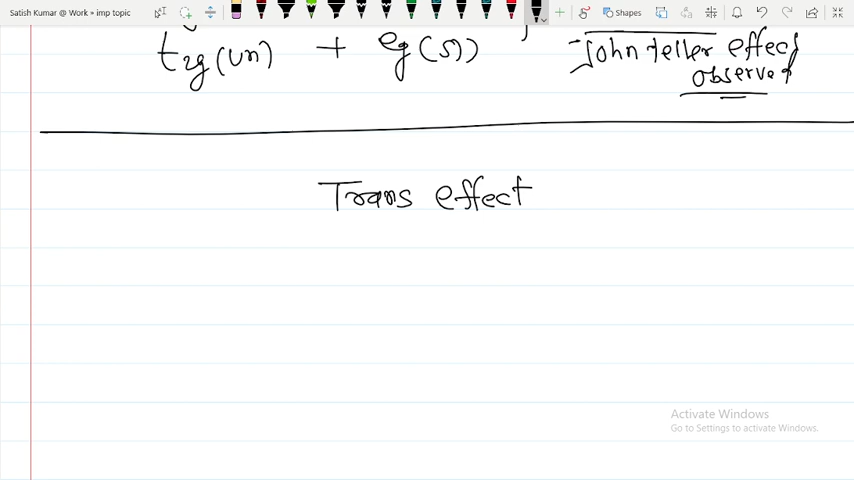 Satish Kumar @ Work » imp topic
Shapes
t2g(un) + eg(s)) , John teller effect
observed
Trans effect
Activate Windows
Go to Settings to activate Windows.